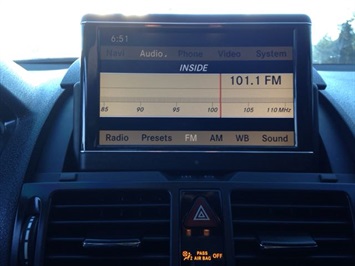 6:51
Navi Audio Phone Video System
INSIDE
101.1 FM
85 90 95 100 105 110 MHz
Radio Presets FM AM WB Sound
PASS
AIR BAG OFF